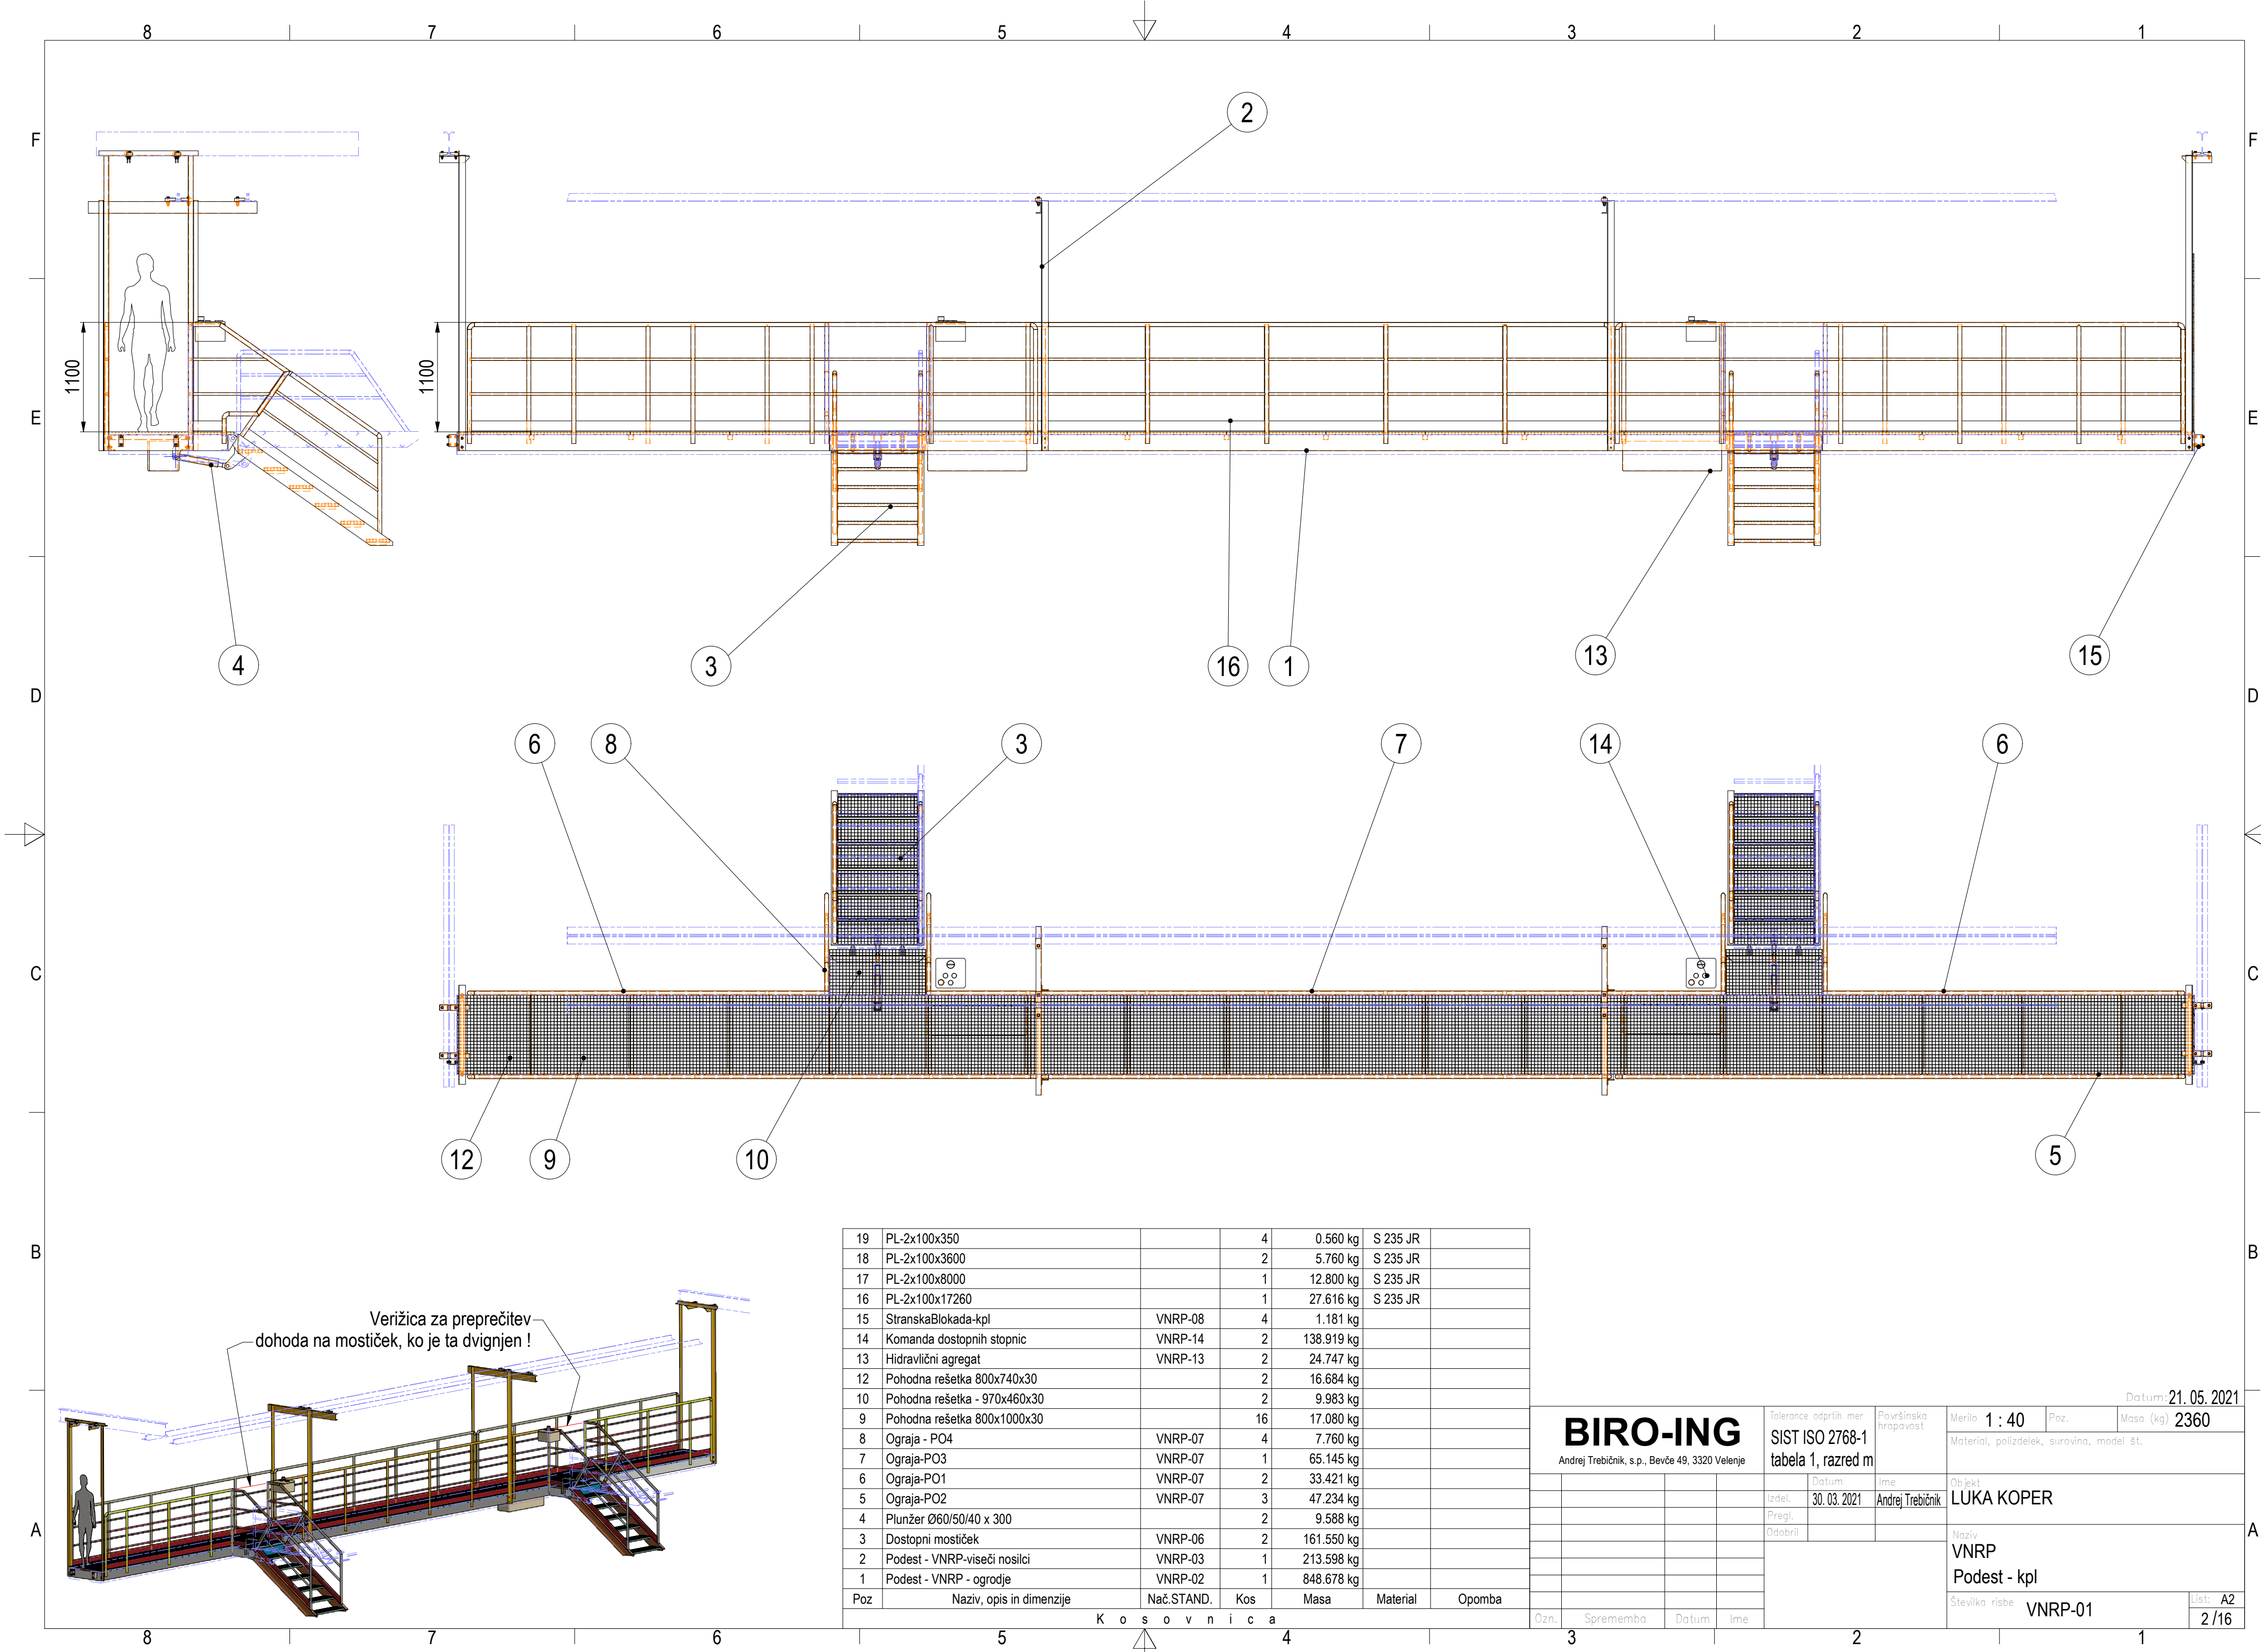 8 7 6 5 4 3 2 1
F F
2
1100 1100
E E
4 3 16 1 13 15
D D
6 8 3 7 14 6
C C
12 9 10 5
B B
Verižica za preprečitev
dohoda na mostiček, ko je ta dvignjen !
A A
19 PL-2x100x350 4 0.560 kg S 235 JR
18 PL-2x100x3600 2 5.760 kg S 235 JR
17 PL-2x100x8000 1 12.800 kg S 235 JR
16 PL-2x100x17260 1 27.616 kg S 235 JR
15 StranskaBlokada-kpl VNRP-08 4 1.181 kg
14 Komanda dostopnih stopnic VNRP-14 2 138.919 kg
13 Hidravlični agregat VNRP-13 2 24.747 kg
12 Pohodna rešetka 800x740x30 2 16.684 kg
10 Pohodna rešetka - 970x460x30 2 9.983 kg
9 Pohodna rešetka 800x1000x30 16 17.080 kg
8 Ograja - PO4 VNRP-07 4 7.760 kg
7 Ograja-PO3 VNRP-07 1 65.145 kg
6 Ograja-PO1 VNRP-07 2 33.421 kg
5 Ograja-PO2 VNRP-07 3 47.234 kg
4 Plunžer Ø60/50/40 x 300 2 9.588 kg
3 Dostopni mostiček VNRP-06 2 161.550 kg
2 Podest - VNRP-viseči nosilci VNRP-03 1 213.598 kg
1 Podest - VNRP - ogrodje VNRP-02 1 848.678 kg
Poz Naziv, opis in dimenzije Nač.STAND. Kos Masa Material Opomba
K o s o v n i c a
Datum: 21. 05. 2021
BIRO-ING
Andrej Trebičnik, s.p., Bevče 49, 3320 Velenje
Tolerance odprtih mer
SIST ISO 2768-1
tabela 1, razred m
Površinska
hrapavost
Merilo 1 : 40 Poz. Masa (kg) 2360
Material, polizdelek, surovina, model št.
Datum Ime
Izdel. 30. 03. 2021 Andrej Trebičnik
Pregl.
Odobril
Objekt
LUKA KOPER
Naziv
VNRP
Podest - kpl
Številka risbe VNRP-01
List: A2
2 /16
Ozn. Sprememba Datum Ime
8 7 6 5 4 3 2 1